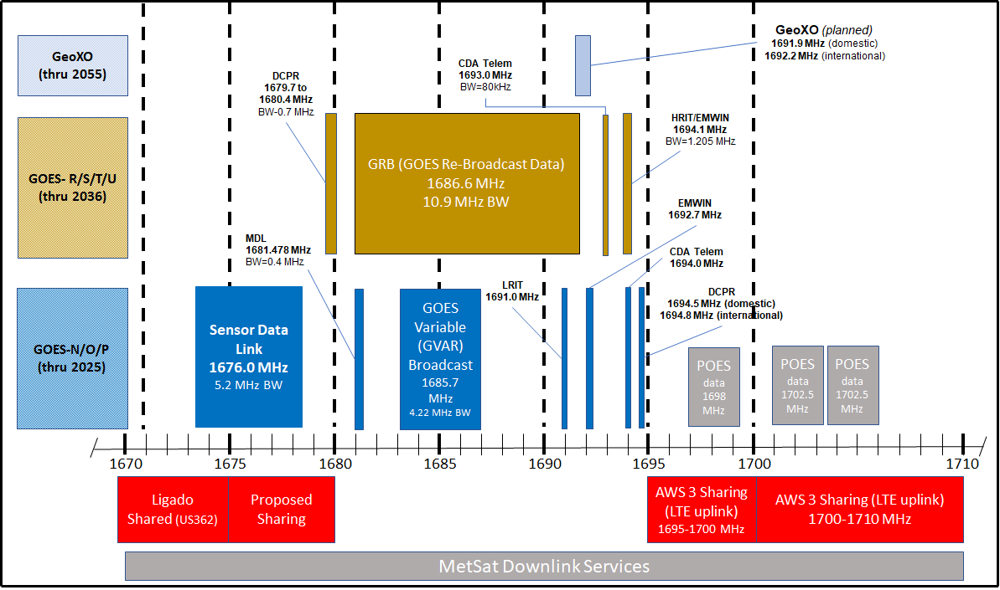 GeoXO
(thru 2055)
GeoXO (planned)
1691.9 MHz (domestic)
1692.2 MHz (international)
CDA Telem
1693.0 MHz
BW=80kHz
DCPR
1679.7 to
1680.4 MHz
BW-0.7 MHz
HRIT/EMWIN
1694.1 MHz
BW=1.205 MHz
GOES- R/S/T/U
(thru 2036)
GRB (GOES Re-Broadcast Data)
1686.6 MHz
10.9 MHz BW
EMWIN
1692.7 MHz
MDL
1681.478 MHz
BW=0.4 MHz
CDA Telem
1694.0 MHz
LRIT
1691.0 MHz
DCPR
1694.5 MHz (domestic)
1694.8 MHz (international)
GOES-N/O/P
(thru 2025)
Sensor Data
Link
1676.0 MHz
5.2 MHz BW
GOES
Variable
(GVAR)
Broadcast
1685.7
MHz
4.22 MHz BW
POES
data
1698
MHz
POES
data
1702.5
MHz
POES
data
1702.5
MHz
1670
1675
1680
1685
1690
1695
1700
1710
Ligado
Shared (US362)
Proposed
Sharing
AWS 3 Sharing
(LTE uplink)
1695-1700 MHz
AWS 3 Sharing (LTE uplink)
1700-1710 MHz
MetSat Downlink Services